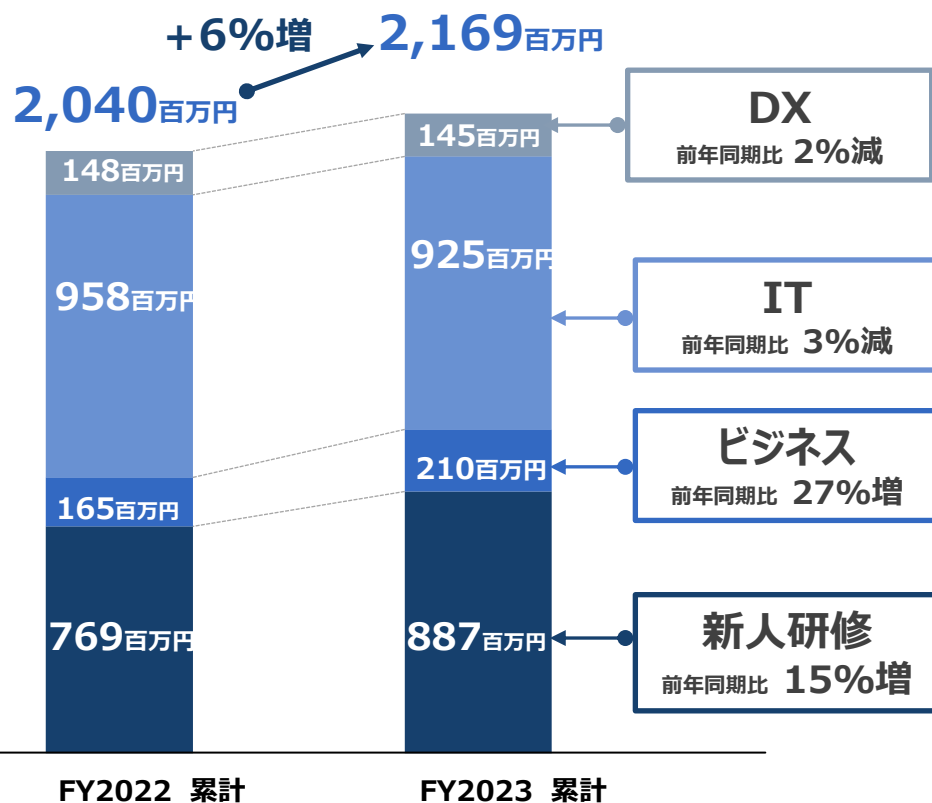 +6%増
2,169百万円
2,040百万円
148百万円
958百万円
165百万円
769百万円
145百万円
925百万円
210百万円
887百万円
DX
前年同期比 2%減
IT
前年同期比 3%減
ビジネス
前年同期比 27%増
新人研修
前年同期比 15%増
FY2022 累計
FY2023 累計